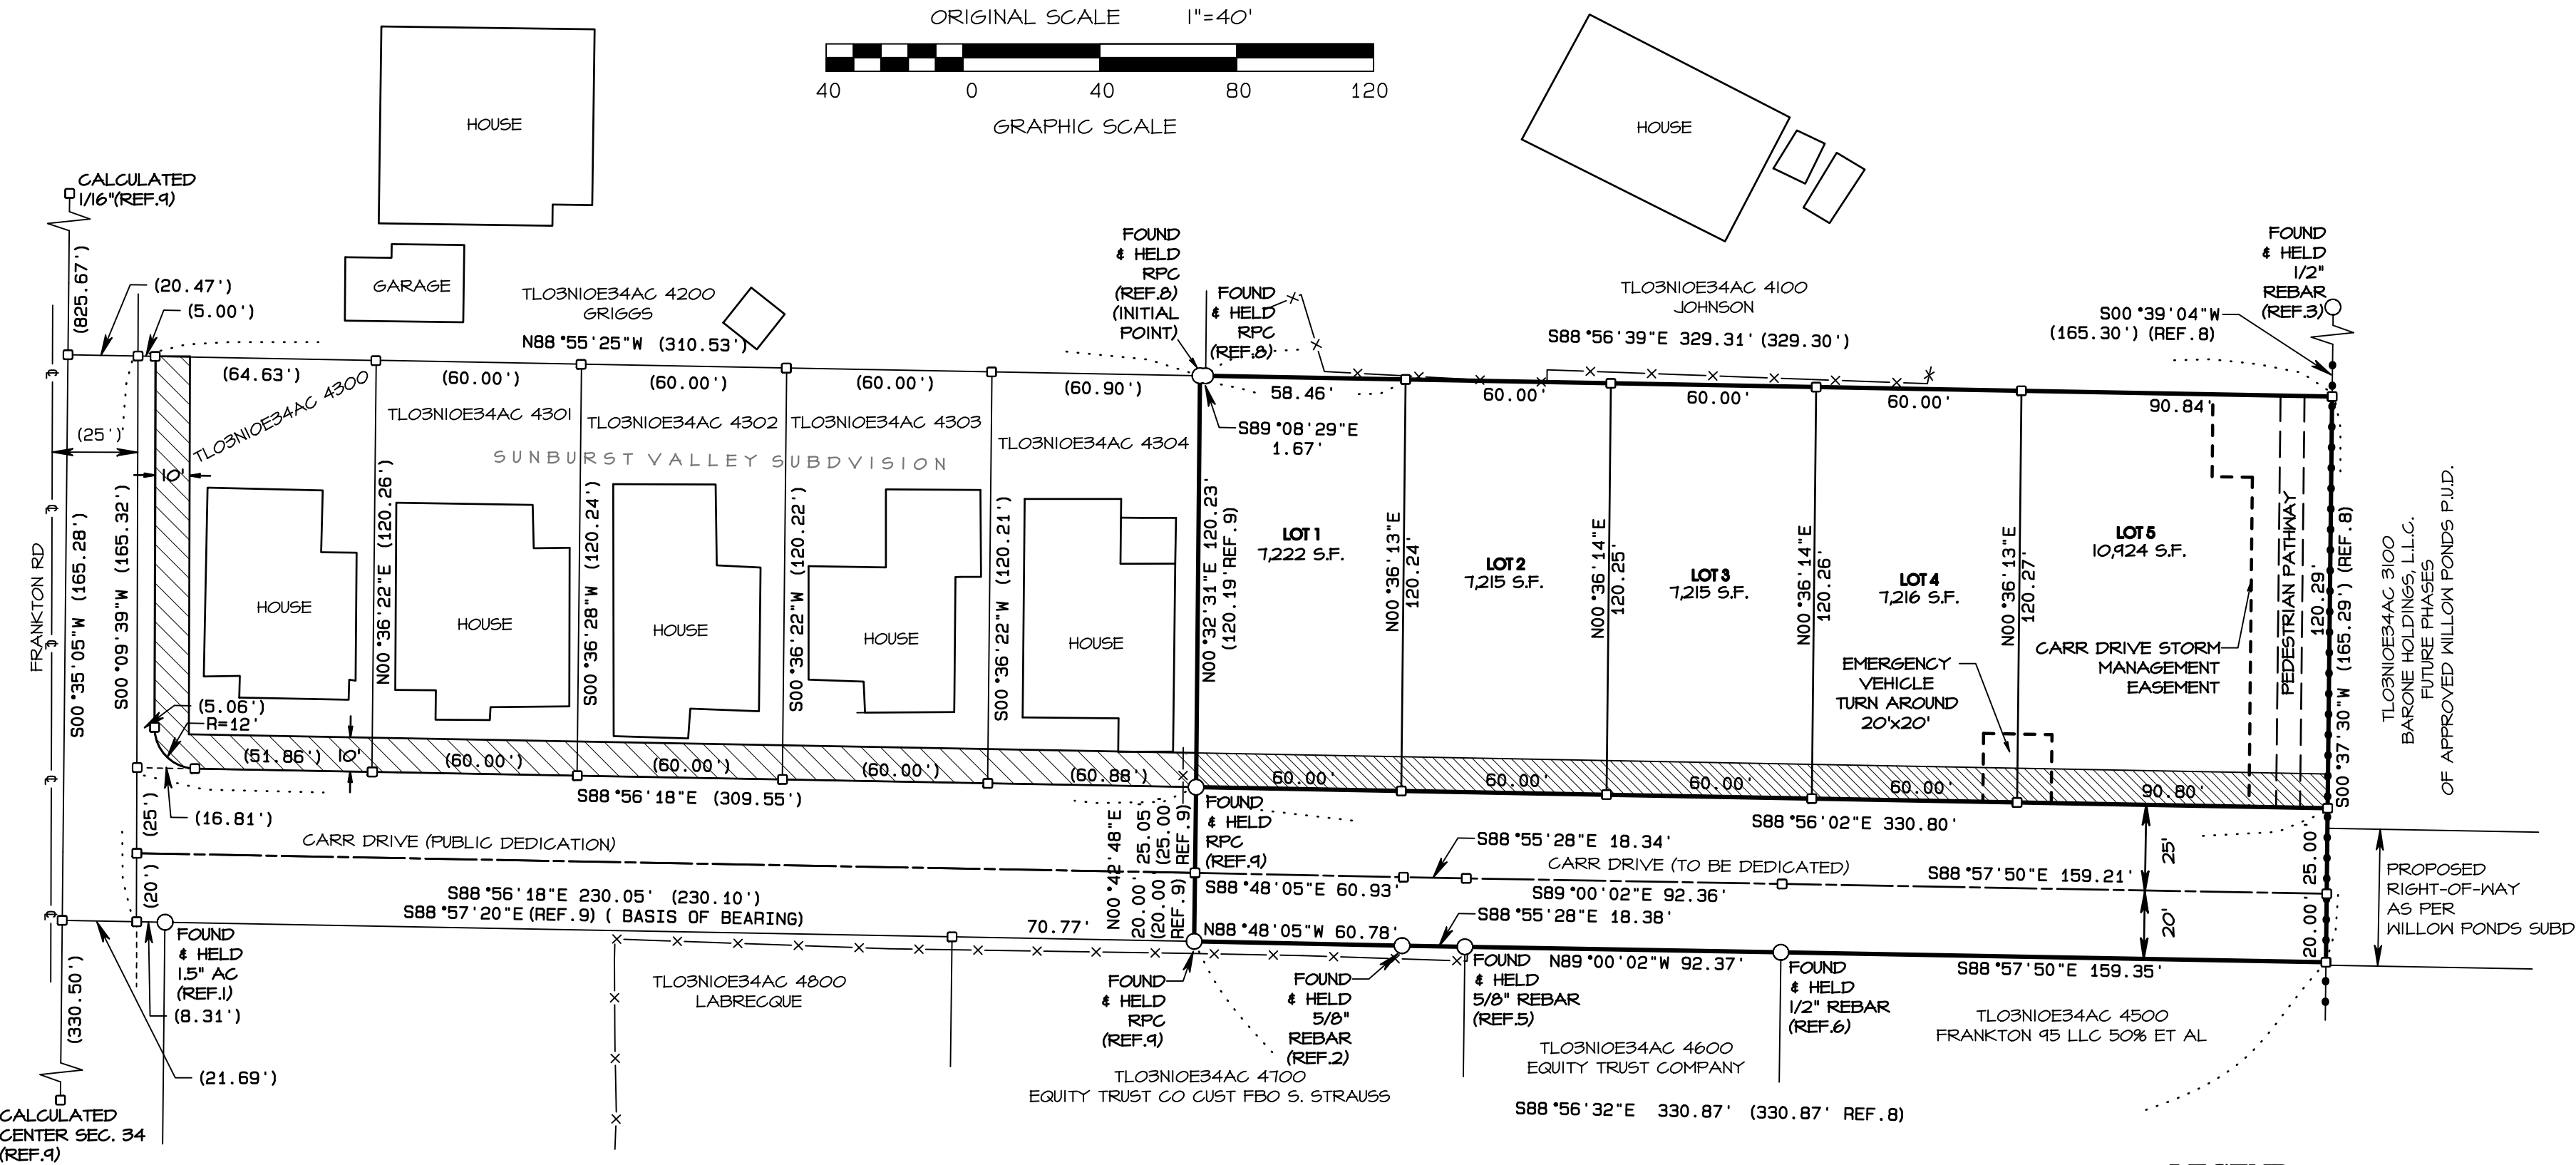 ORIGINAL SCALE 1"=40'
40 0 40 80 120
GRAPHIC SCALE
HOUSE
HOUSE
CALCULATED
1/16"(REF.9)
(825.67')
(20.47')
(5.00')
GARAGE
TL03N10E34AC 4200
GRIGGS
N88°55'25"W (310.53')
FOUND
& HELD
RPC
(REF.8)
(INITIAL
POINT)
FOUND
& HELD
RPC
(REF.8)
TL03N10E34AC 4100
JOHNSON
S88°56'39"E 329.31' (329.30')
FOUND
& HELD
1/2"
REBAR
(REF.3)
S00°39'04"W
(165.30') (REF.8)
(64.63')
(60.00')
(60.00')
(60.00')
(60.90')
58.46'
60.00'
60.00'
60.00'
90.84'
TL03N10E34AC 4300
TL03N10E34AC 4301
TL03N10E34AC 4302
TL03N10E34AC 4303
TL03N10E34AC 4304
S89°08'29"E
1.67'
(25')
10'
SUNBURST VALLEY SUBDVISION
FRANKTON RD
S00°35'05"W (165.28')
S00°09'39"W (165.32')
N00°36'22"E (120.26')
S00°36'28"W (120.24')
S00°36'22"W (120.22')
S00°36'22"W (120.21')
N00°32'31"E 120.23'
(120.19'REF.9)
N00°36'13"E
120.24'
N00°36'14"E
120.25'
N00°36'14"E
120.26'
N00°36'13"E
120.27'
LOT 1
7,222 S.F.
LOT 2
7,215 S.F.
LOT 3
7,215 S.F.
LOT 4
7,216 S.F.
LOT 5
10,924 S.F.
PEDESTRIAN PATHWAY
120.29'
S00°37'30"W (165.29') (REF.8)
TL03N10E34AC 3100
BARONE HOLDINGS, L.L.C.
FUTURE PHASES
OF APPROVED WILLOW PONDS P.U.D.
HOUSE
HOUSE
HOUSE
HOUSE
HOUSE
CARR DRIVE STORM
MANAGEMENT
EASEMENT
EMERGENCY
VEHICLE
TURN AROUND
20'x20'
(5.06')
R=12'
(51.86')
10'
(60.00')
(60.00')
(60.00')
(60.88')
60.00'
60.00'
60.00'
60.00'
90.80'
S88°56'18"E (309.55')
(16.81')
(25')
FOUND
& HELD
RPC
(REF.9)
S88°56'02"E 330.80'
CARR DRIVE (PUBLIC DEDICATION)
N00°42'48"E
25.05'
(25.00
REF.9)
20.00'
(20.00'
REF.9)
S88°55'28"E 18.34'
CARR DRIVE (TO BE DEDICATED)
S88°48'05"E 60.93'
S89°00'02"E 92.36'
S88°57'50"E 159.21'
25'
25.00'
20'
20.00'
PROPOSED
RIGHT-OF-WAY
AS PER
WILLOW PONDS SUBD
(20')
S88°56'18"E 230.05' (230.10')
S88°57'20"E (REF.9) ( BASIS OF BEARING)
70.77'
N88°48'05"W 60.78'
S88°55'28"E 18.38'
N89°00'02"W 92.37'
S88°57'50"E 159.35'
FOUND
& HELD
1.5" AC
(REF.1)
(8.31')
(330.50')
(21.69')
CALCULATED
CENTER SEC. 34
(REF.9)
TL03N10E34AC 4800
LABRECQUE
FOUND
& HELD
RPC
(REF.9)
FOUND
& HELD
5/8"
REBAR
(REF.2)
FOUND
& HELD
5/8" REBAR
(REF.5)
FOUND
& HELD
1/2" REBAR
(REF.6)
TL03N10E34AC 4700
EQUITY TRUST CO CUST FBO S. STRAUSS
TL03N10E34AC 4600
EQUITY TRUST COMPANY
TL03N10E34AC 4500
FRANKTON 95 LLC 50% ET AL
S88°56'32"E 330.87' (330.87' REF.8)